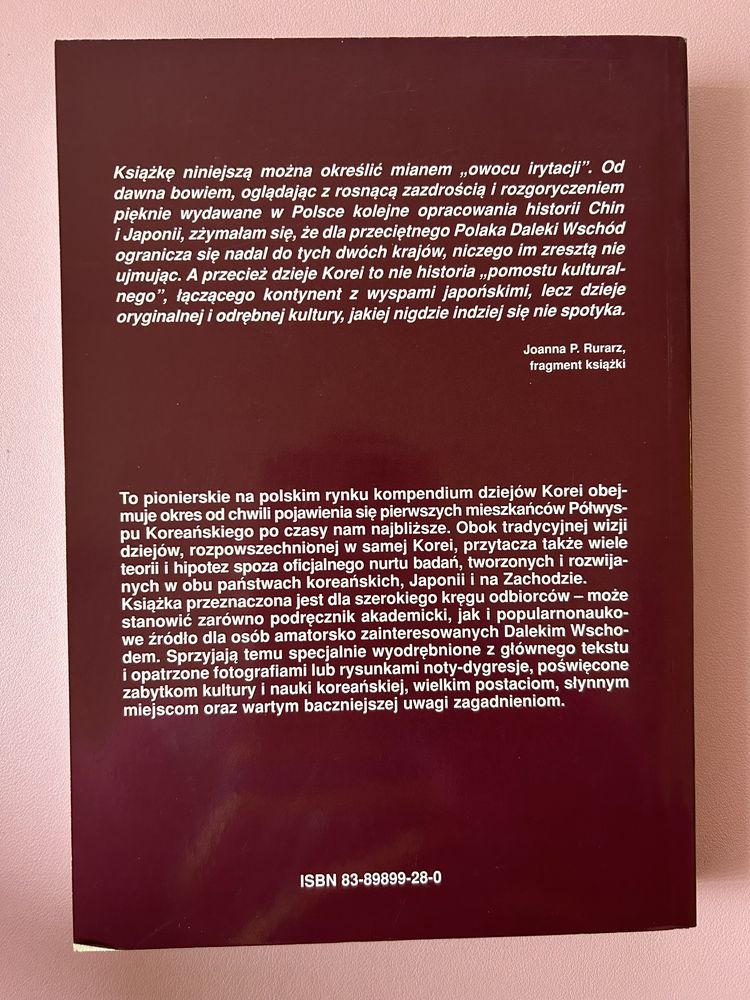 Książkę niniejszą można określić mianem „owocu irytacji”. Od
dawna bowiem, oglądając z rosnącą zazdrością i rozgoryczeniem
pięknie wydawane w Polsce kolejne opracowania historii Chin
i Japonii, zżymałam się, że dla przeciętnego Polaka Daleki Wschód
ogranicza się nadal do tych dwóch krajów, niczego im zresztą nie
ujmując. A przecież dzieje Korei to nie historia „pomostu kultural-
nego”, łączącego kontynent z wyspami japońskimi, lecz dzieje
oryginalnej i odrębnej kultury, jakiej nigdzie indziej się nie spotyka.
Joanna P. Rurarz,
fragment książki
To pionierskie na polskim rynku kompendium dziejów Korei obej-
muje okres od chwili pojawienia się pierwszych mieszkańców Półwys-
pu Koreańskiego po czasy nam najbliższe. Obok tradycyjnej wizji
dziejów, rozpowszechnionej w samej Korei, przytacza także wiele
teorii i hipotez spoza oficjalnego nurtu badań, tworzonych i rozwija-
nych w obu państwach koreańskich, Japonii i na Zachodzie.
Książka przeznaczona jest dla szerokiego kręgu odbiorców – może
stanowić zarówno podręcznik akademicki, jak i popularnonauko-
we źródło dla osób amatorsko zainteresowanych Dalekim Wscho-
dem. Sprzyjają temu specjalnie wyodrębnione z głównego tekstu
i opatrzone fotografiami lub rysunkami noty-dygresje, poświęcone
zabytkom kultury i nauki koreańskiej, wielkim postaciom, słynnym
miejscom oraz wartym baczniejszej uwagi zagadnieniom.
ISBN 83-89899-28-0